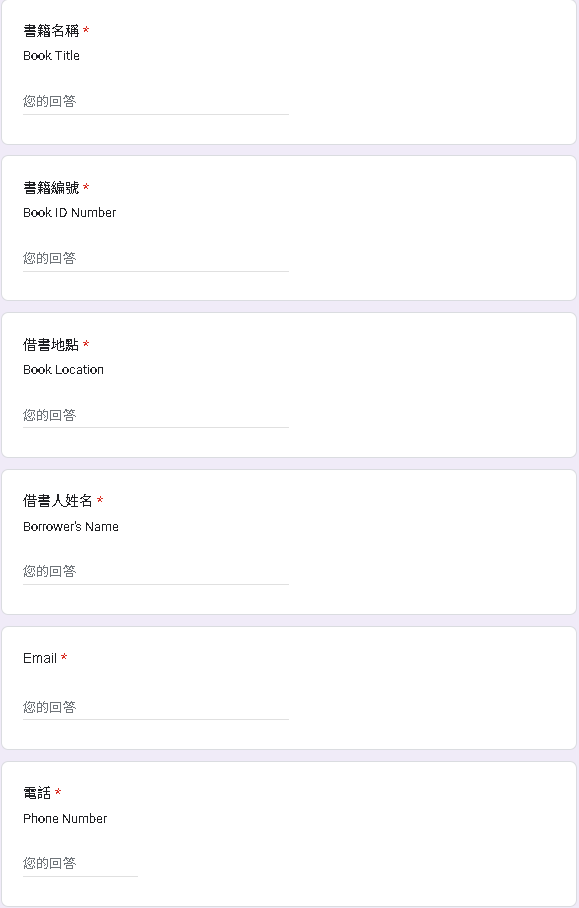 書籍名稱 *
Book Title
您的回答
書籍編號 *
Book ID Number
您的回答
借書地點 *
Book Location
您的回答
借書人姓名 *
Borrower's Name
您的回答
Email *
您的回答
電話 *
Phone Number
您的回答